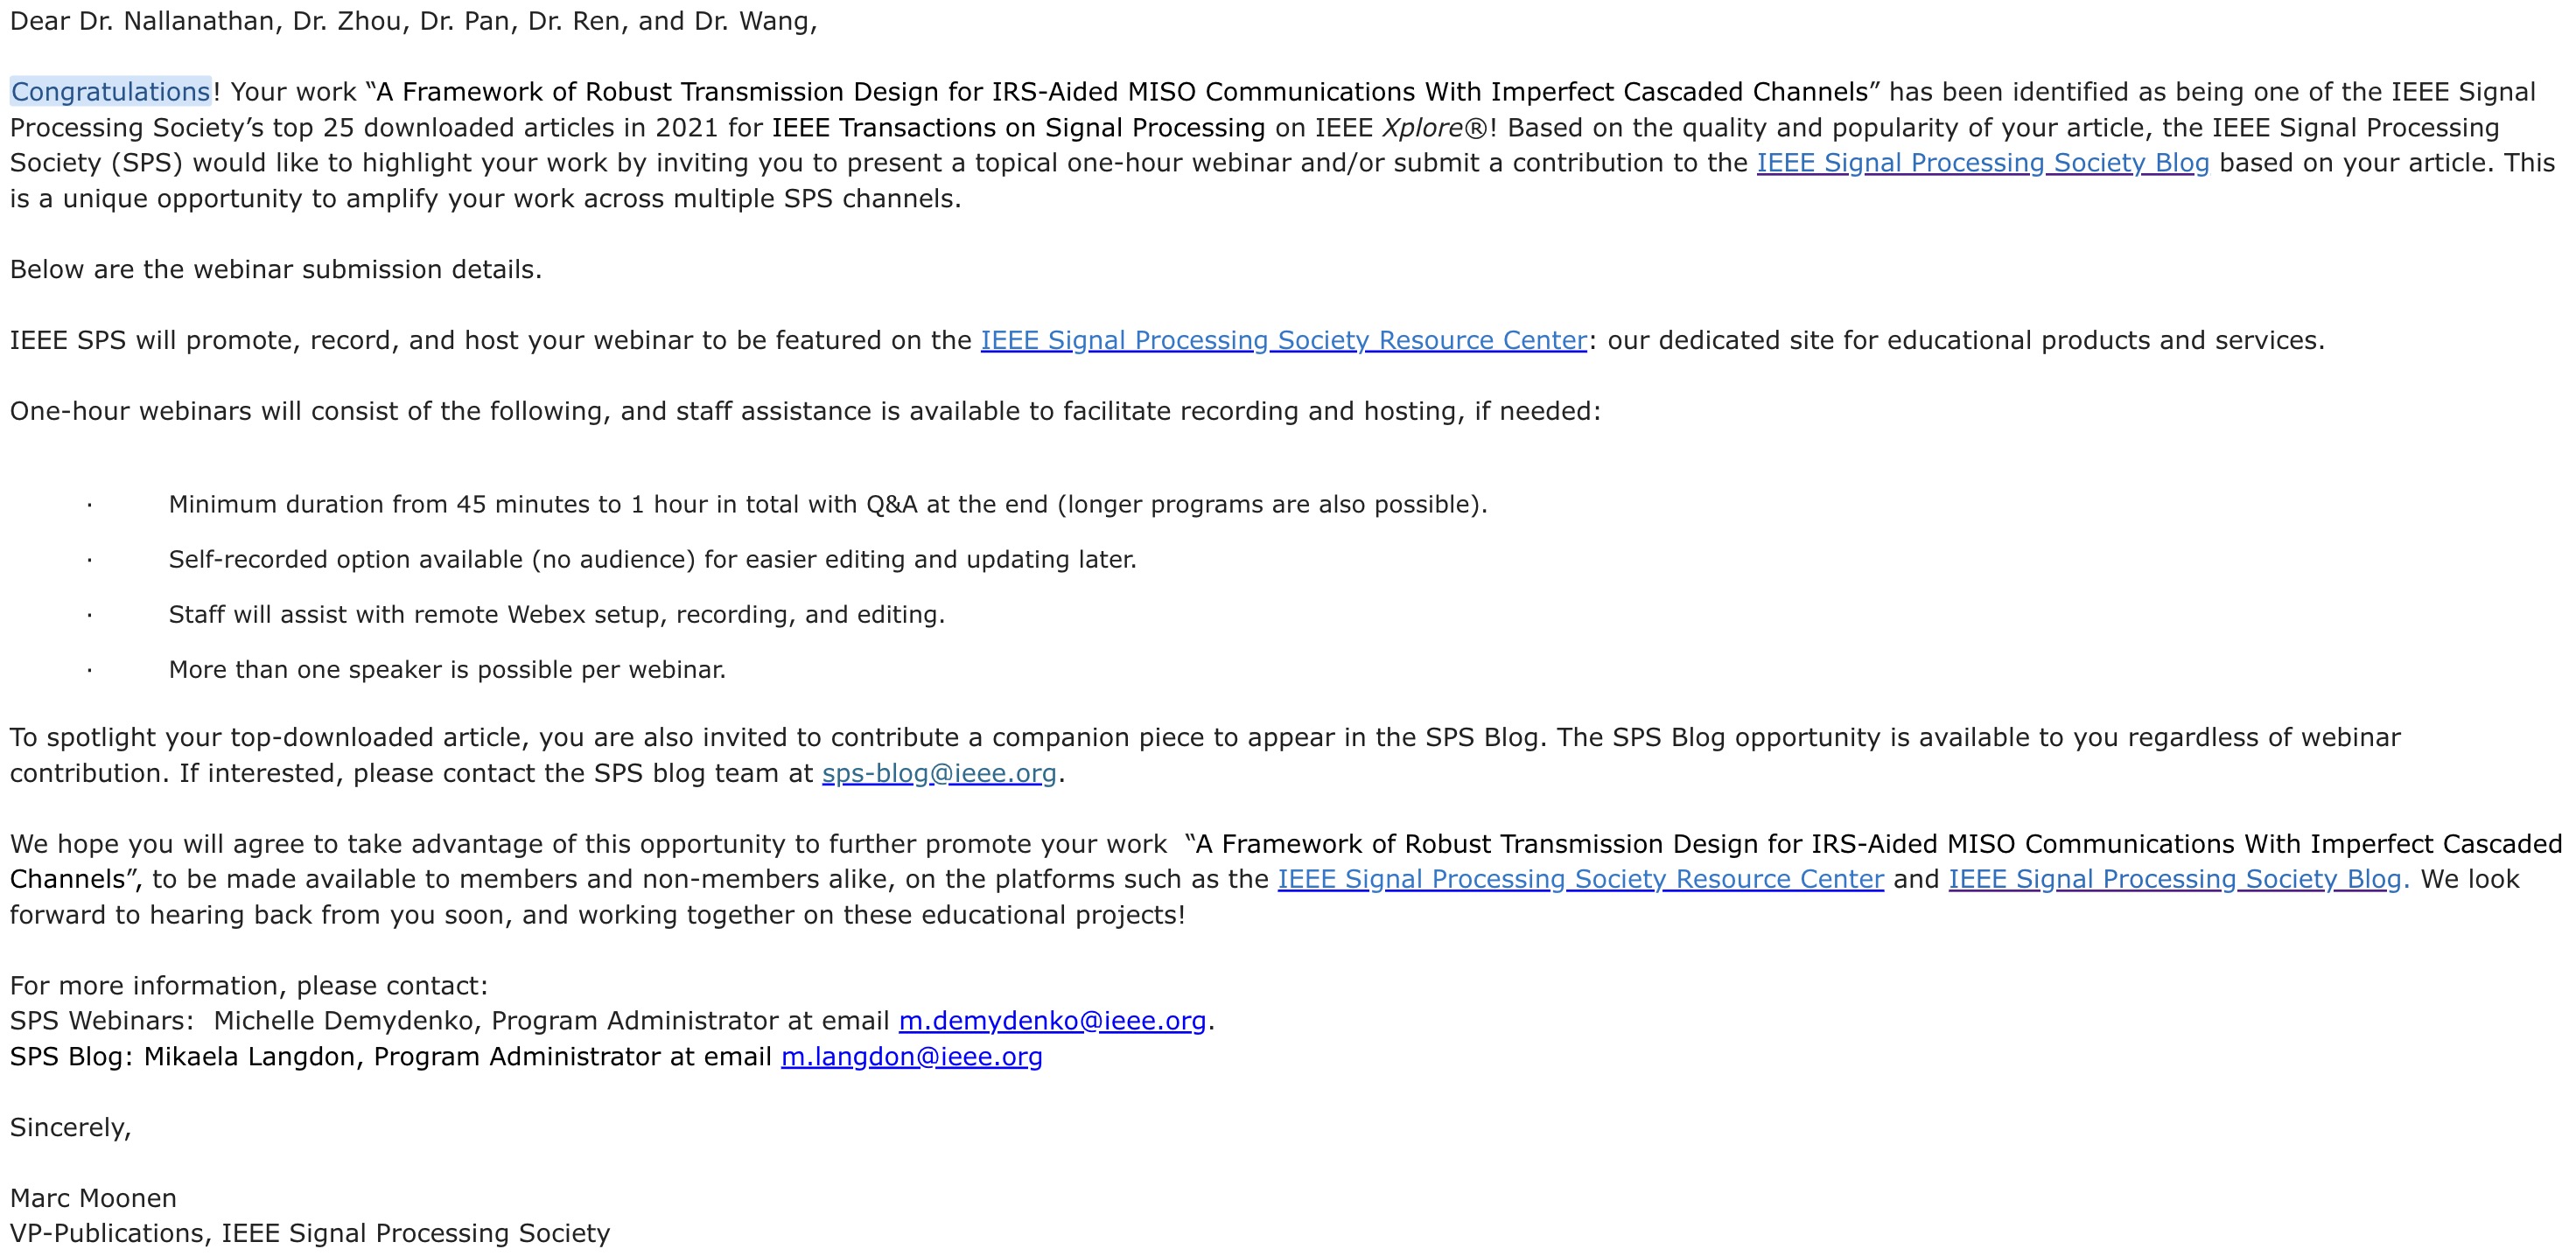 Dear Dr. Nallanathan, Dr. Zhou, Dr. Pan, Dr. Ren, and Dr. Wang,
Congratulations! Your work “A Framework of Robust Transmission Design for IRS-Aided MISO Communications With Imperfect Cascaded Channels” has been identified as being one of the IEEE Signal
Processing Society’s top 25 downloaded articles in 2021 for IEEE Transactions on Signal Processing on IEEE Xplore®! Based on the quality and popularity of your article, the IEEE Signal Processing
Society (SPS) would like to highlight your work by inviting you to present a topical one-hour webinar and/or submit a contribution to the IEEE Signal Processing Society Blog based on your article. This
is a unique opportunity to amplify your work across multiple SPS channels.
Below are the webinar submission details.
IEEE SPS will promote, record, and host your webinar to be featured on the IEEE Signal Processing Society Resource Center: our dedicated site for educational products and services.
One-hour webinars will consist of the following, and staff assistance is available to facilitate recording and hosting, if needed:
· Minimum duration from 45 minutes to 1 hour in total with Q&A at the end (longer programs are also possible).
· Self-recorded option available (no audience) for easier editing and updating later.
· Staff will assist with remote Webex setup, recording, and editing.
· More than one speaker is possible per webinar.
To spotlight your top-downloaded article, you are also invited to contribute a companion piece to appear in the SPS Blog. The SPS Blog opportunity is available to you regardless of webinar
contribution. If interested, please contact the SPS blog team at sps-blog@ieee.org.
We hope you will agree to take advantage of this opportunity to further promote your work “A Framework of Robust Transmission Design for IRS-Aided MISO Communications With Imperfect Cascaded
Channels”, to be made available to members and non-members alike, on the platforms such as the IEEE Signal Processing Society Resource Center and IEEE Signal Processing Society Blog. We look
forward to hearing back from you soon, and working together on these educational projects!
For more information, please contact:
SPS Webinars: Michelle Demydenko, Program Administrator at email m.demydenko@ieee.org.
SPS Blog: Mikaela Langdon, Program Administrator at email m.langdon@ieee.org
Sincerely,
Marc Moonen
VP-Publications, IEEE Signal Processing Society